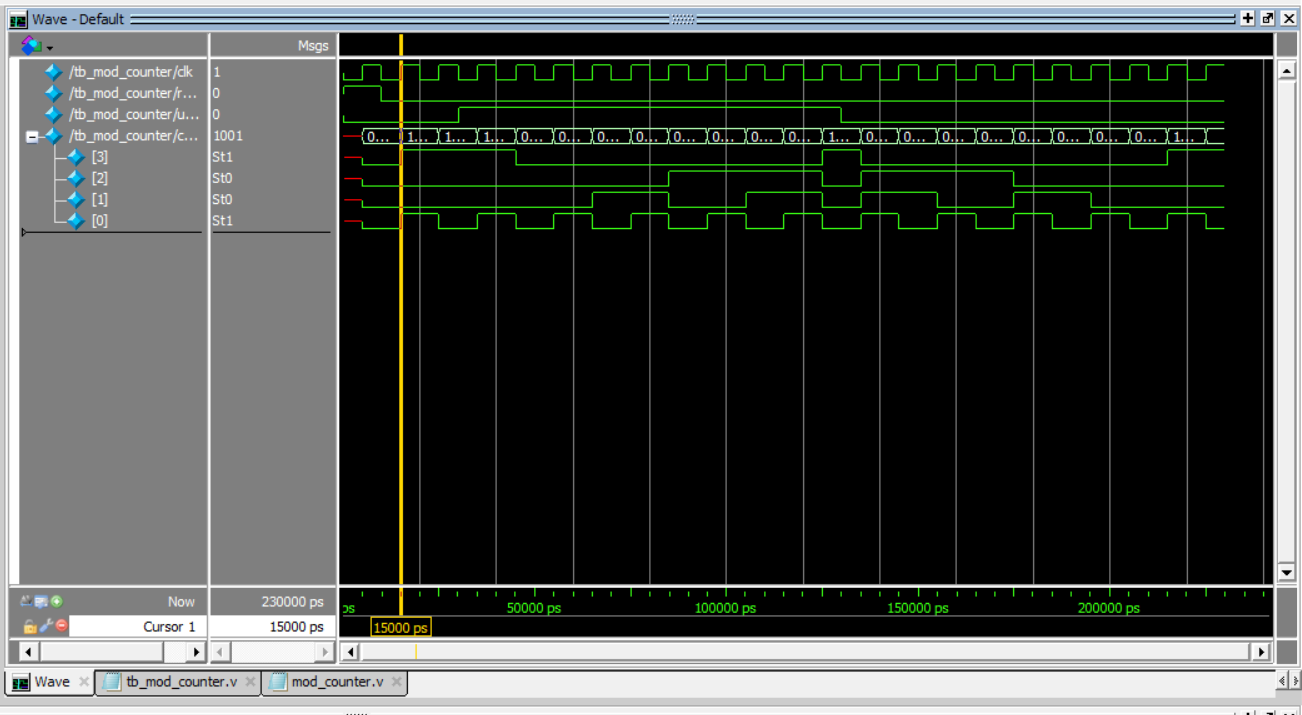 Wave - Default
Msgs
/tb_mod_counter/clk 1
/tb_mod_counter/r... 0
/tb_mod_counter/u... 0
/tb_mod_counter/c... 1001 0... 1... 1... 1... 0... 0... 0... 0... 0... 0... 0... 0... 1... 0... 0... 0... 0... 0... 0... 0... 0... 1...
[3] St1
[2] St0
[1] St0
[0] St1
Now 230000 ps ps 50000 ps 100000 ps 150000 ps 200000 ps
Cursor 1 15000 ps 15000 ps
Wave tb_mod_counter.v mod_counter.v